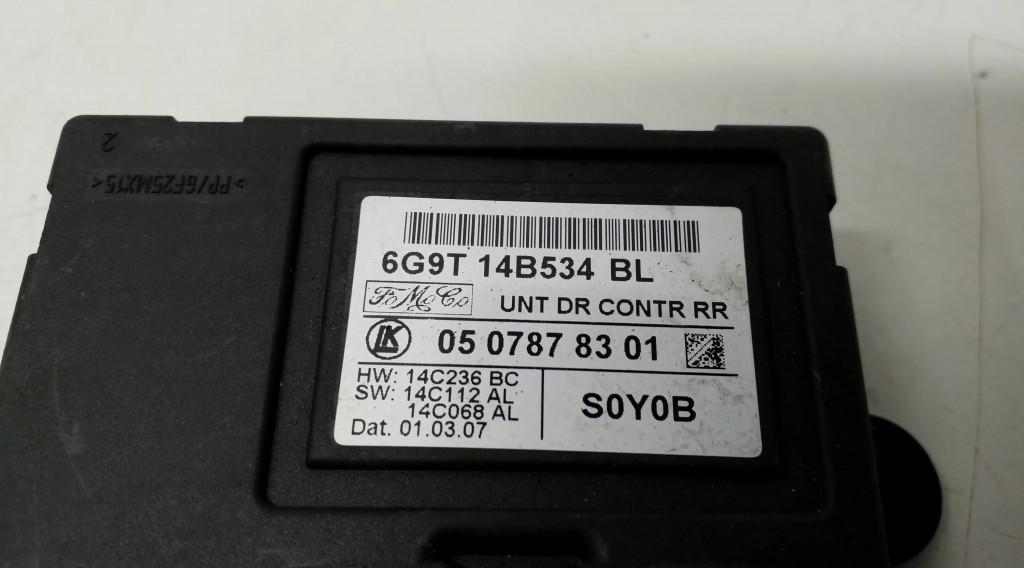 2
>PP/GF25MX15<
6G9T 14B534 BL
FoMoCo UNT DR CONTR RR
LK 05 0787 83 01
HW: 14C236 BC
SW: 14C112 AL
14C068 AL
Dat. 01.03.07
S0Y0B